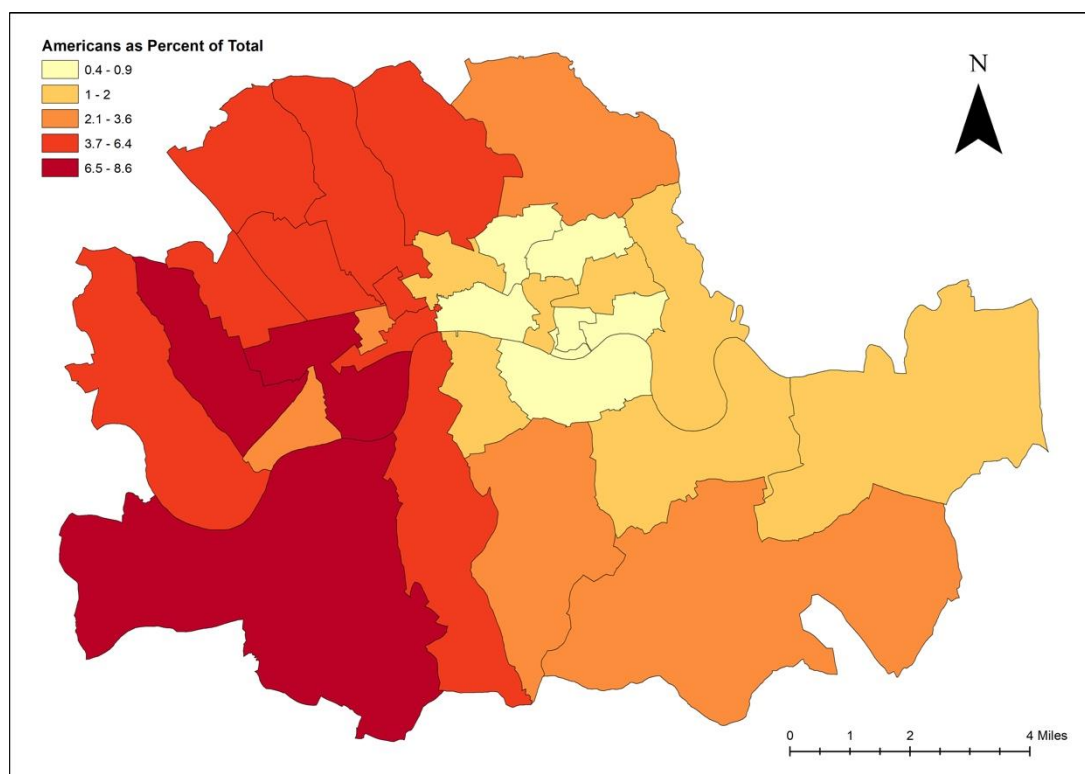 Americans as Percent of Total
0.4 - 0.9
1 - 2
2.1 - 3.6
3.7 - 6.4
6.5 - 8.6
N
0 1 2 4 Miles